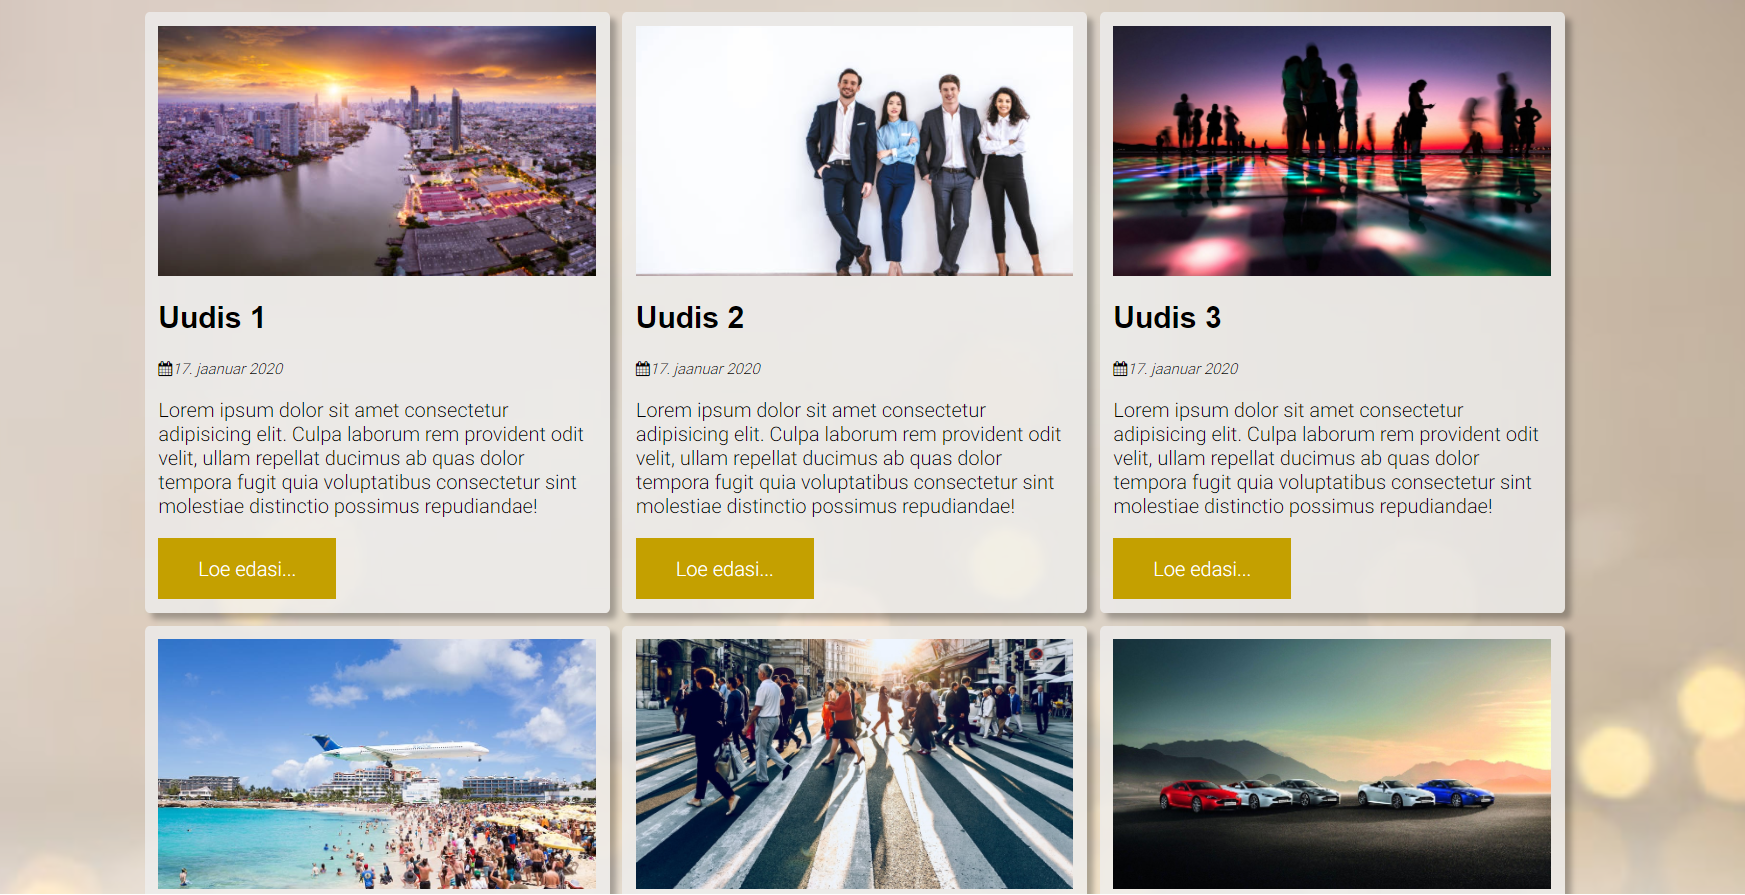 Uudis 1
17. jaanuar 2020
Lorem ipsum dolor sit amet consectetur
adipisicing elit. Culpa laborum rem provident odit
velit, ullam repellat ducimus ab quas dolor
tempora fugit quia voluptatibus consectetur sint
molestiae distinctio possimus repudiandae!
Loe edasi...
Uudis 2
17. jaanuar 2020
Lorem ipsum dolor sit amet consectetur
adipisicing elit. Culpa laborum rem provident odit
velit, ullam repellat ducimus ab quas dolor
tempora fugit quia voluptatibus consectetur sint
molestiae distinctio possimus repudiandae!
Loe edasi...
Uudis 3
17. jaanuar 2020
Lorem ipsum dolor sit amet consectetur
adipisicing elit. Culpa laborum rem provident odit
velit, ullam repellat ducimus ab quas dolor
tempora fugit quia voluptatibus consectetur sint
molestiae distinctio possimus repudiandae!
Loe edasi...